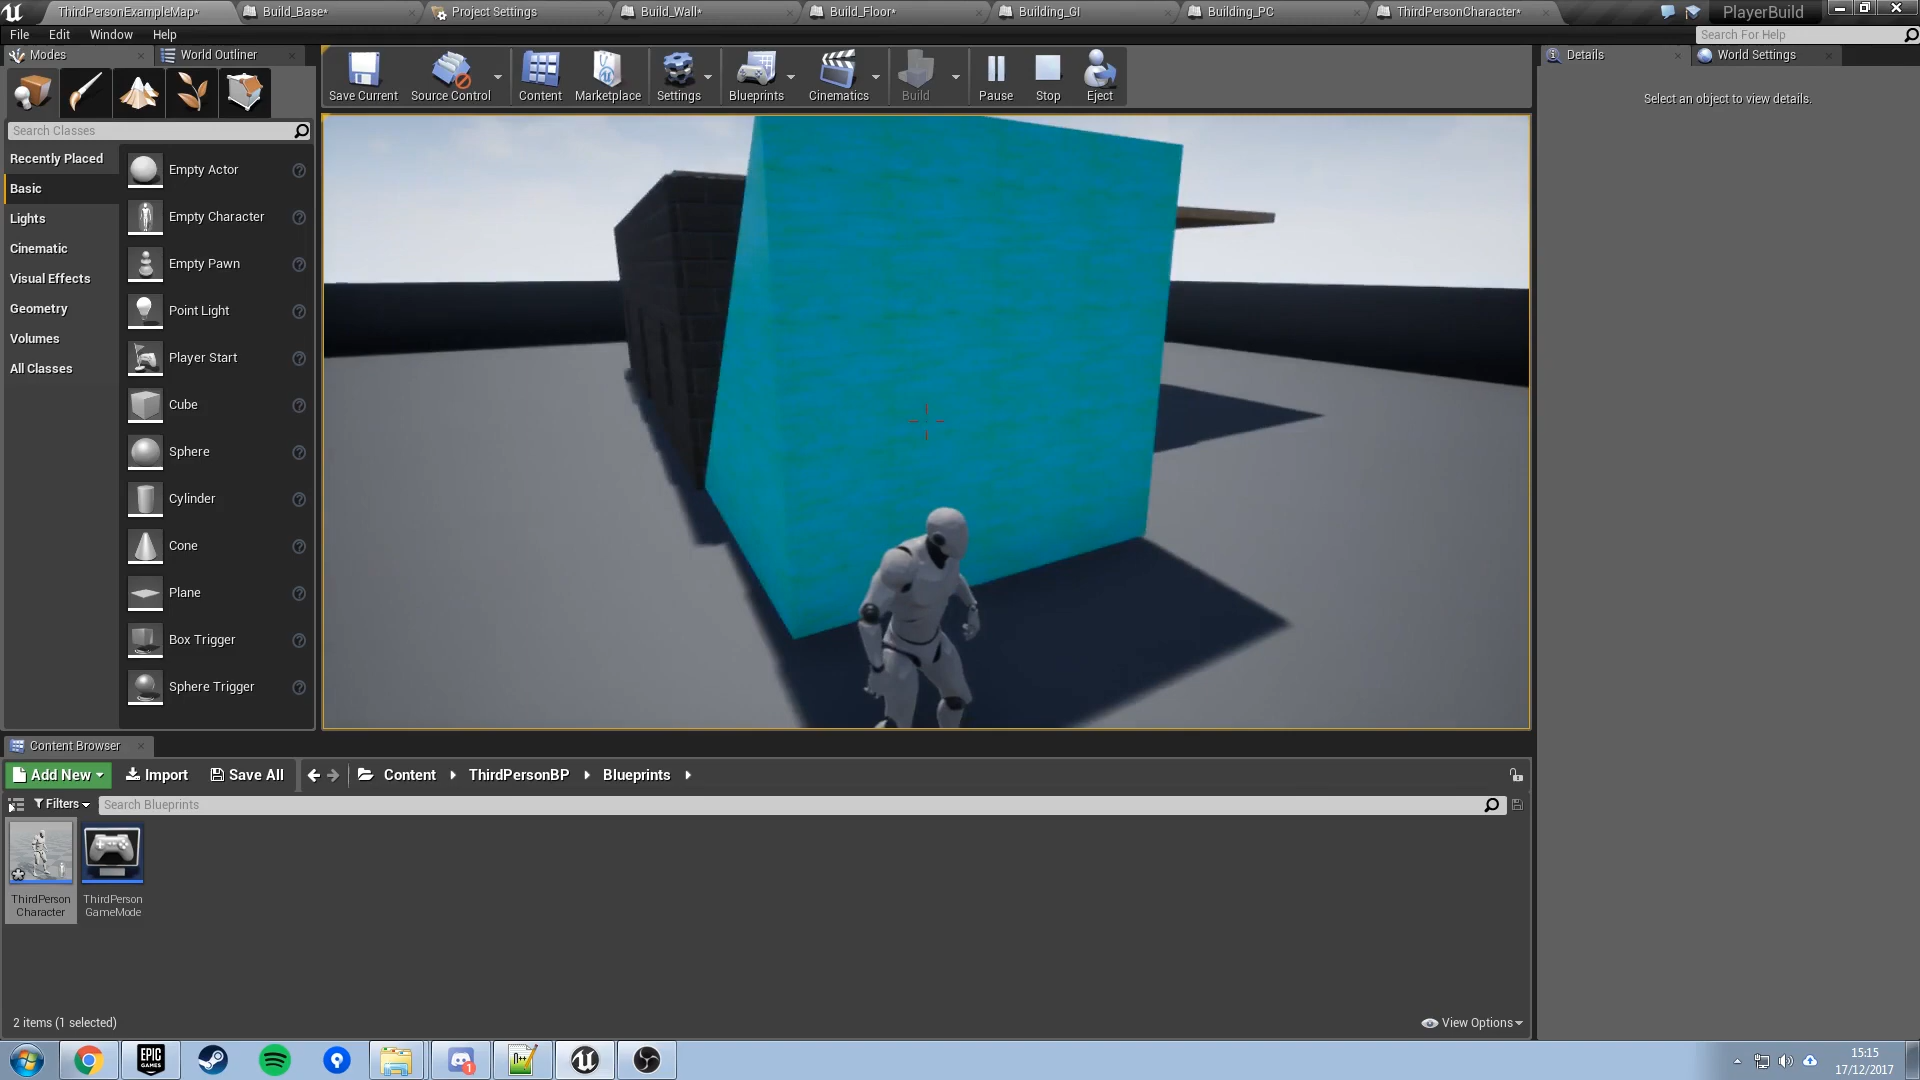 ThirdPersonExampleMap*
Build_Base*
Project Settings
Build_Wall*
Build_Floor*
Building_GI
Building_PC
ThirdPersonCharacter*
PlayerBuild
File
Edit
Window
Help
Search For Help
Modes
World Outliner
Save Current
Source Control
Content
Marketplace
Settings
Blueprints
Cinematics
Build
Pause
Stop
Eject
Details
World Settings
Select an object to view details.
Search Classes
Recently Placed
Basic
Lights
Cinematic
Visual Effects
Geometry
Volumes
All Classes
Empty Actor
Empty Character
Empty Pawn
Point Light
Player Start
Cube
Sphere
Cylinder
Cone
Plane
Box Trigger
Sphere Trigger
Content Browser
Add New
Import
Save All
Content
ThirdPersonBP
Blueprints
Filters
Search Blueprints
ThirdPerson
Character
ThirdPerson
GameMode
2 items (1 selected)
View Options
EPIC
GAMES
1
15:15
17/12/2017